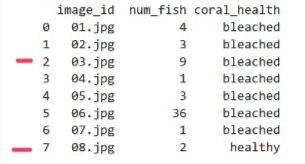 image_id num_fish coral_health
0 01.jpg 4 bleached
1 02.jpg 3 bleached
2 03.jpg 9 bleached
3 04.jpg 1 bleached
4 05.jpg 3 bleached
5 06.jpg 36 bleached
6 07.jpg 1 bleached
7 08.jpg 2 healthy